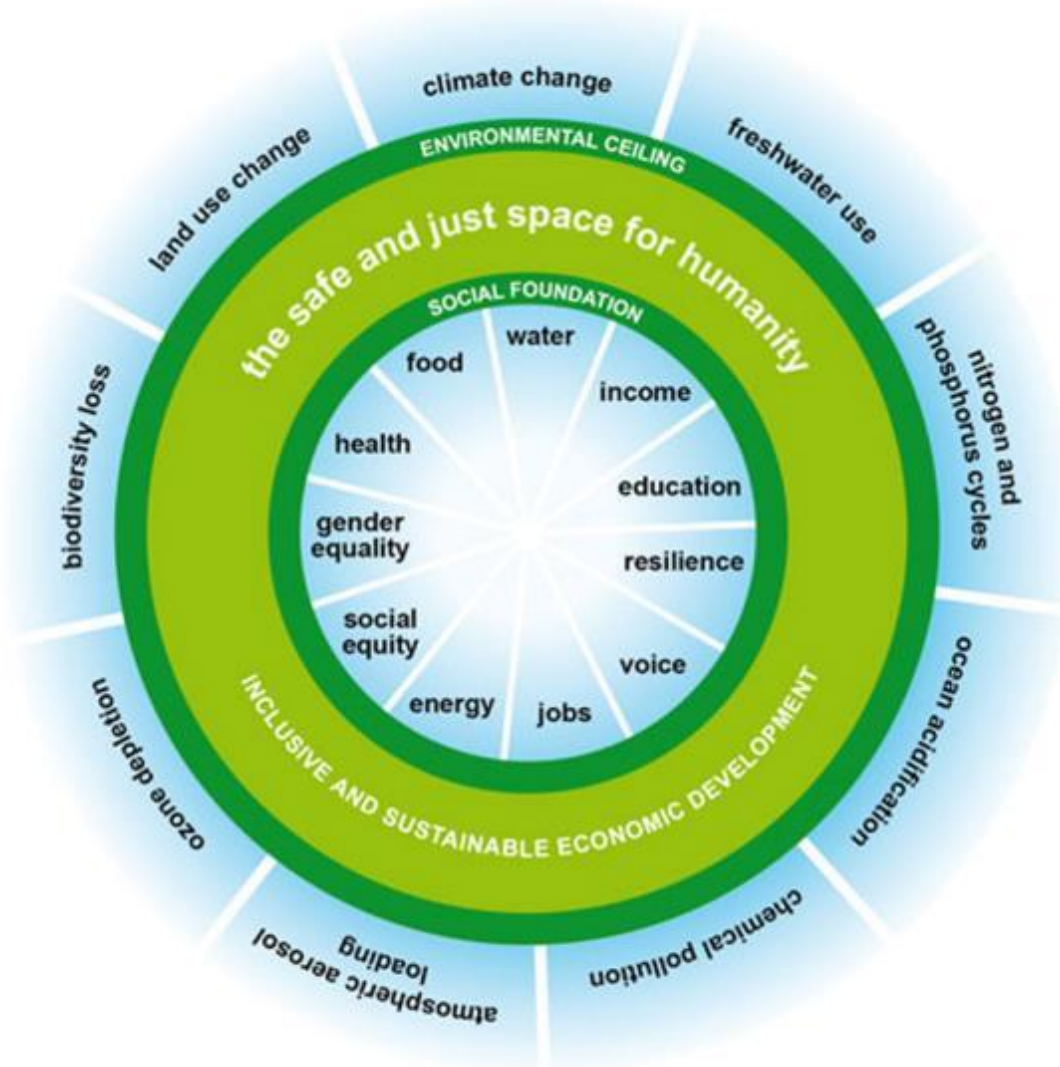 climate change
freshwater use
nitrogen and
phosphorus cycles
ocean acidification
chemical pollution
atmospheric aerosol
loading
ozone depletion
biodiversity loss
land use change
ENVIRONMENTAL CEILING
the safe and just space for humanity
SOCIAL FOUNDATION
water
income
education
resilience
voice
jobs
energy
social
equity
gender
equality
health
food
INCLUSIVE AND SUSTAINABLE ECONOMIC DEVELOPMENT